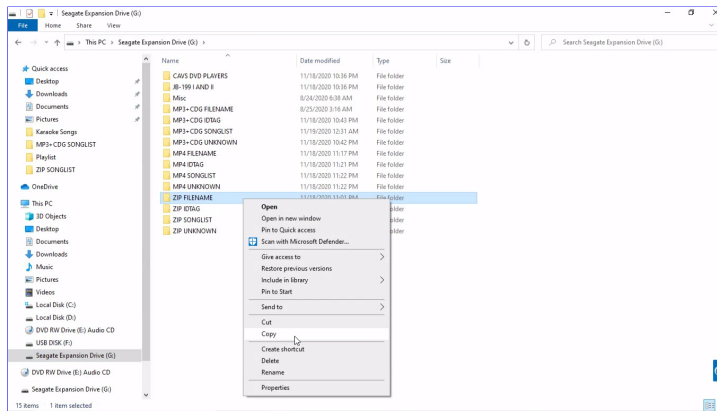 Seagate Expansion Drive (G:)
File Home Share View
This PC Seagate Expansion Drive (G:)
Search Seagate Expansion Drive (G:)
Name Date modified Type Size
Quick access
Desktop
Downloads
Documents
Pictures
Karaoke Songs
MP3+CDG SONGLIST
Playlist
ZIP SONGLIST
OneDrive
This PC
3D Objects
Desktop
Documents
Downloads
Music
Pictures
Videos
Local Disk (C:)
Local Disk (D:)
DVD RW Drive (E:) Audio CD
USB DISK (F:)
Seagate Expansion Drive (G:)
DVD RW Drive (E:) Audio CD
Seagate Expansion Drive (G:)
CAVS DVD PLAYERS 11/18/2020 10:36 PM File folder
JB-199 I AND II 11/18/2020 10:36 PM File folder
Misc 8/24/2020 6:38 AM File folder
MP3+CDG FILENAME 8/25/2020 3:16 AM File folder
MP3+CDG IDTAG 11/18/2020 10:43 PM File folder
MP3+CDG SONGLIST 11/19/2020 12:31 AM File folder
MP3+CDG UNKNOWN 11/18/2020 10:42 PM File folder
MP4 FILENAME 11/18/2020 11:17 PM File folder
MP4 IDTAG 11/18/2020 11:21 PM File folder
MP4 SONGLIST 11/18/2020 11:22 PM File folder
MP4 UNKNOWN 11/18/2020 11:22 PM File folder
ZIP FILENAME 11/18/2020 11:01 PM File folder
ZIP IDTAG
ZIP SONGLIST
ZIP UNKNOWN
Open
Open in new window
Pin to Quick access
Scan with Microsoft Defender...
Give access to
Restore previous versions
Include in library
Pin to Start
Send to
Cut
Copy
Create shortcut
Delete
Rename
Properties
15 items 1 item selected